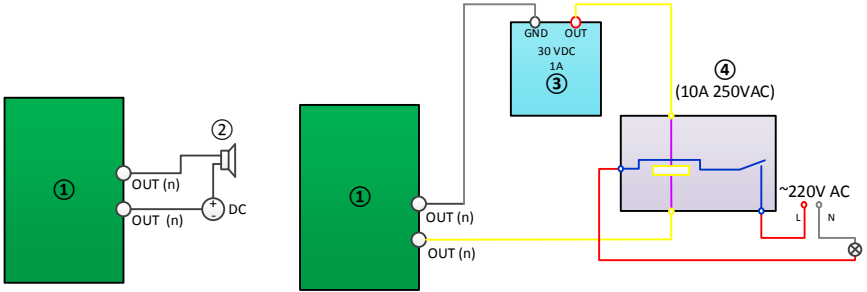 ①
OUT (n)
OUT (n)
②
+
-
DC
①
OUT (n)
OUT (n)
GND OUT
30 VDC
1A
③
④
(10A 250VAC)
~220V AC
L N